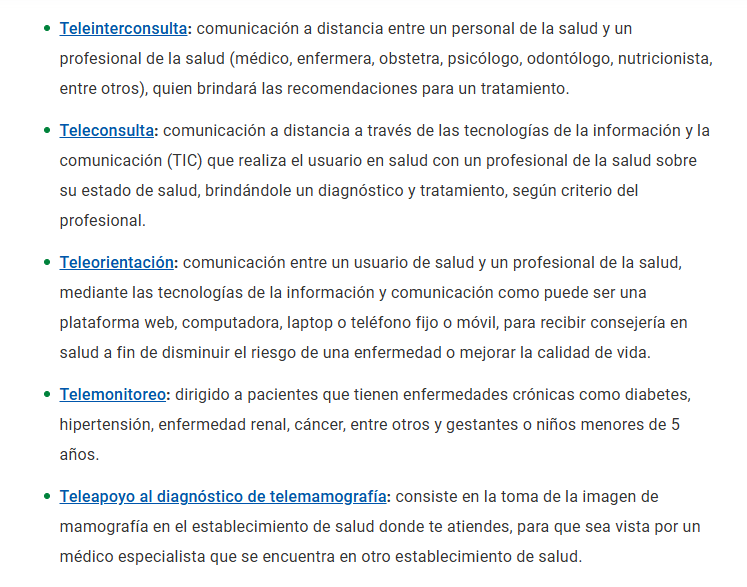 Teleinterconsulta: comunicación a distancia entre un personal de la salud y un
profesional de la salud (médico, enfermera, obstetra, psicólogo, odontólogo, nutricionista,
entre otros), quien brindará las recomendaciones para un tratamiento.
Teleconsulta: comunicación a distancia a través de las tecnologías de la información y la
comunicación (TIC) que realiza el usuario en salud con un profesional de la salud sobre
su estado de salud, brindándole un diagnóstico y tratamiento, según criterio del
profesional.
Teleorientación: comunicación entre un usuario de salud y un profesional de la salud,
mediante las tecnologías de la información y comunicación como puede ser una
plataforma web, computadora, laptop o teléfono fijo o móvil, para recibir consejería en
salud a fin de disminuir el riesgo de una enfermedad o mejorar la calidad de vida.
Telemonitoreo: dirigido a pacientes que tienen enfermedades crónicas como diabetes,
hipertensión, enfermedad renal, cáncer, entre otros y gestantes o niños menores de 5
años.
Teleapoyo al diagnóstico de telemamografía: consiste en la toma de la imagen de
mamografía en el establecimiento de salud donde te atiendes, para que sea vista por un
médico especialista que se encuentra en otro establecimiento de salud.